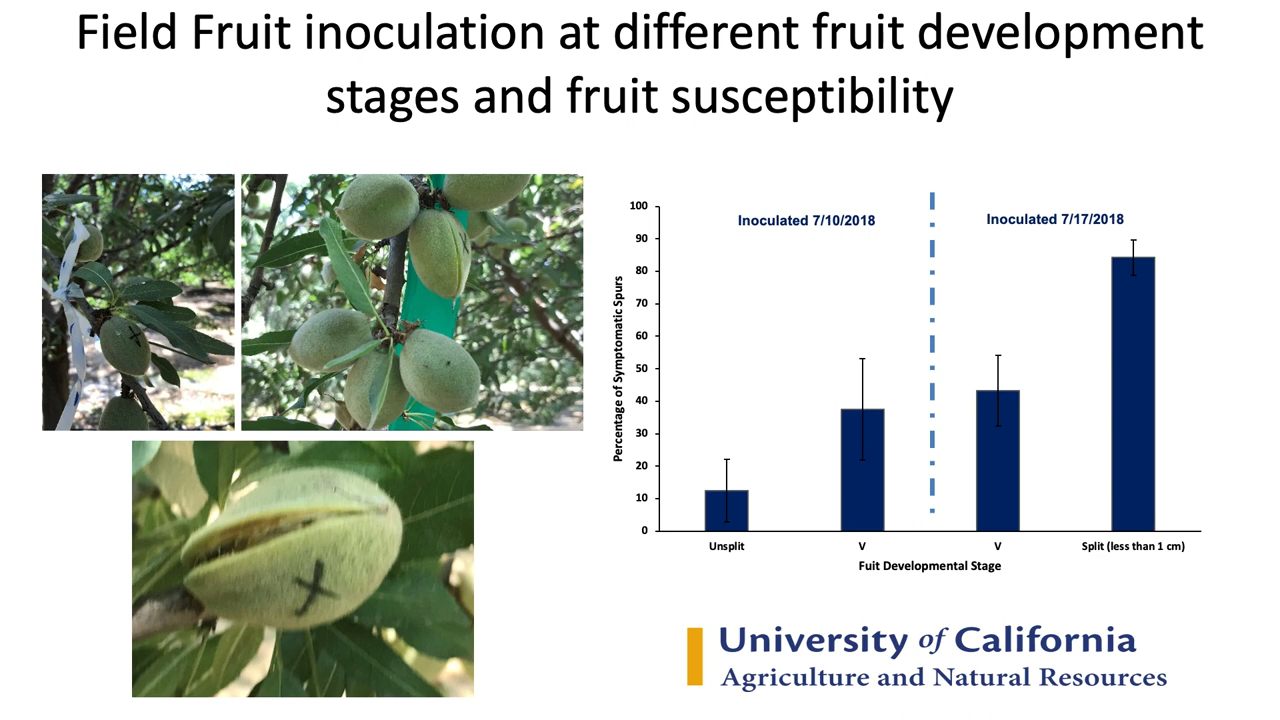 Field Fruit inoculation at different fruit development
stages and fruit susceptibility
X
X
X
Percentage of Symptomatic Spurs
100
90
80
70
60
50
40
30
20
10
0
Inoculated 7/10/2018
Inoculated 7/17/2018
Unsplit
V
V
Split (less than 1 cm)
Fuit Developmental Stage
University of California
Agriculture and Natural Resources